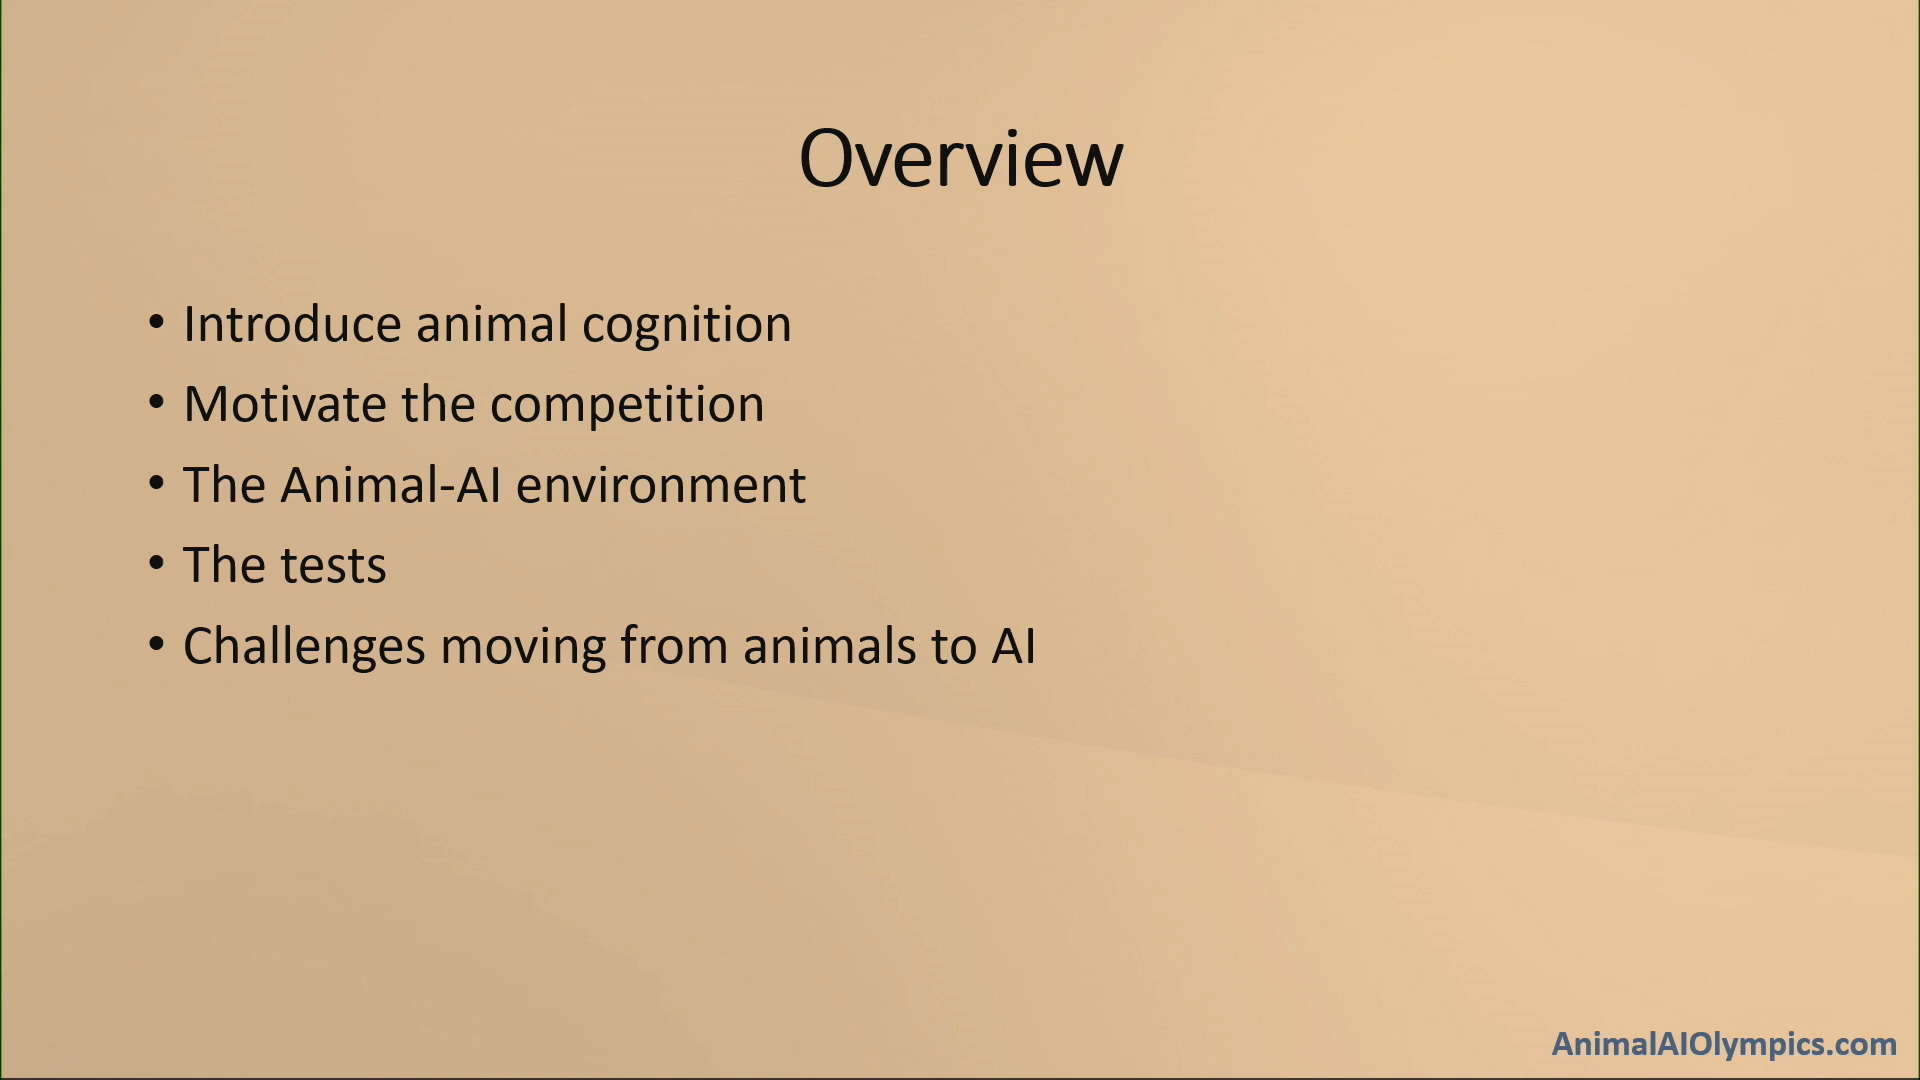 Overview
• Introduce animal cognition
• Motivate the competition
• The Animal-AI environment
• The tests
• Challenges moving from animals to AI
AnimalAIOlympics.com